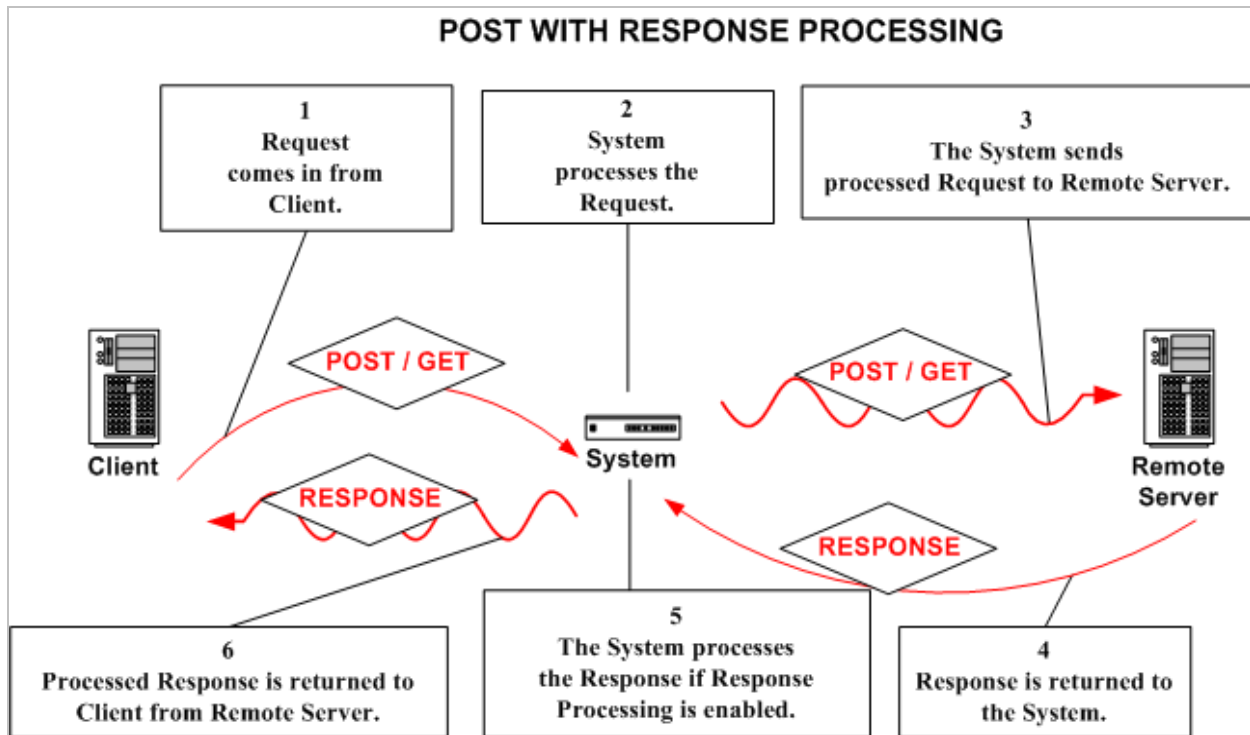 POST WITH RESPONSE PROCESSING
1
Request
comes in from
Client.
2
System
processes the
Request.
3
The System sends
processed Request to Remote Server.
POST / GET
POST / GET
Client
System
Remote
Server
RESPONSE
RESPONSE
6
Processed Response is returned to
Client from Remote Server.
5
The System processes
the Response if Response
Processing is enabled.
4
Response is returned to
the System.